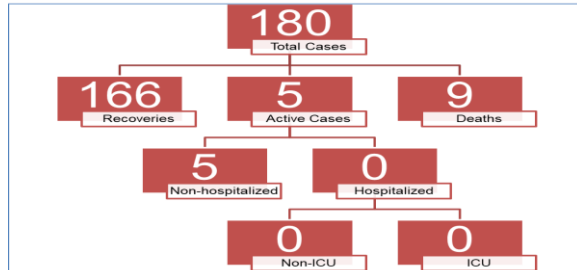 180
Total Cases
166
Recoveries
5
Active Cases
9
Deaths
5
Non-hospitalized
0
Hospitalized
0
Non-ICU
0
ICU